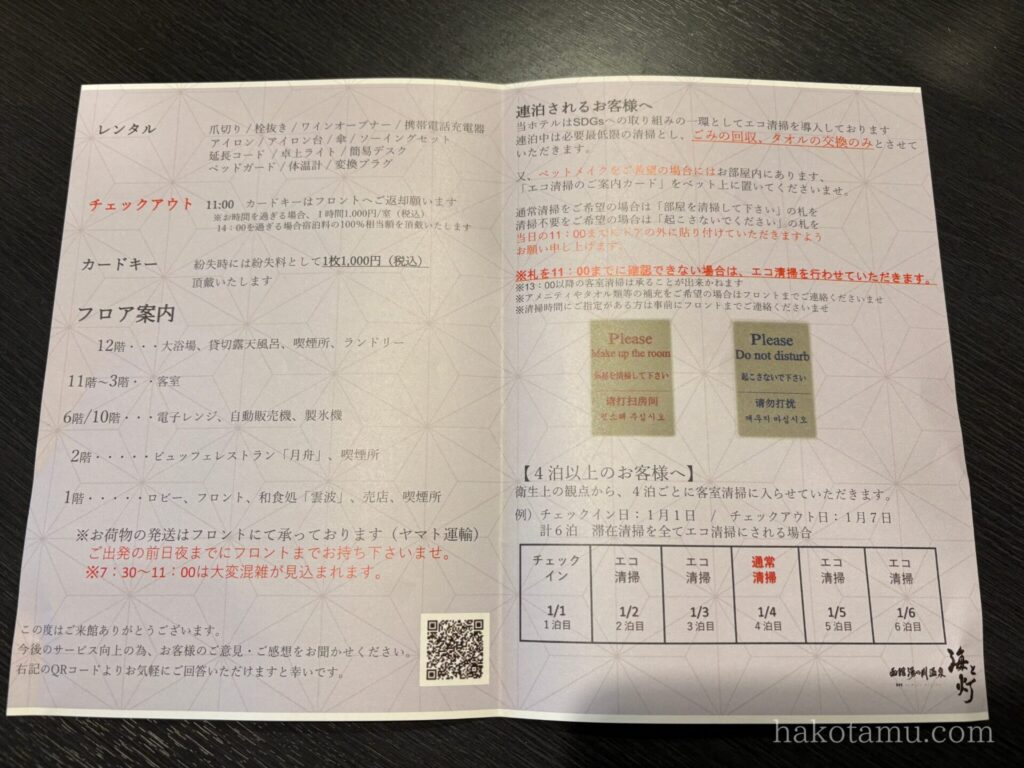 レンタル
爪切り / 栓抜き / ワインオープナー / 携帯電話充電器
アイロン / アイロン台 / 傘 / ソーイングセット
延長コード / 卓上ライト / 簡易デスク
ベッドガード / 体温計 / 変換プラグ
チェックアウト 11:00 カードキーはフロントへご返却願います
※お時間を過ぎる場合、１時間1,000円/室（税込）
14：00を過ぎる場合宿泊料の100%相当額を頂戴いたします
カードキー 紛失時には紛失料として1枚1,000円（税込）
頂戴いたします
フロア案内
12階・・・大浴場、貸切露天風呂、喫煙所、ランドリー
11階～3階・・客室
6階/10階・・・電子レンジ、自動販売機、製氷機
2階・・・・・ビュッフェレストラン「月舟」、喫煙所
1階・・・・・ロビー、フロント、和食処「雲波」、売店、喫煙所
※お荷物の発送はフロントにて承っております（ヤマト運輸）
ご出発の前日夜までにフロントまでお持ち下さいませ。
※7：30～11：00は大変混雑が見込まれます。
この度はご来館ありがとうございます。
今後のサービス向上の為、お客様のご意見・ご感想をお聞かせください。
右記のQRコードよりお気軽にご回答いただけますと幸いです。
連泊されるお客様へ
当ホテルはSDGsへの取り組みの一環としてエコ清掃を導入しております
連泊中は必要最低限の清掃とし、ごみの回収、タオルの交換のみとさせて
いただきます。
又、ベットメイクをご希望の場合にはお部屋内にあります、
「エコ清掃のご案内カード」をベット上に置いてくださいませ。
通常清掃をご希望の場合は「部屋を清掃して下さい」の札を
清掃不要をご希望の場合は「起こさないでください」の札を
当日の11：00までにドアの外に貼り付けていただきますよう
お願い申し上げます。
※札を11：00までに確認できない場合は、エコ清掃を行わせていただきます。
※13：00以降の客室清掃は承ることが出来かねます
※アメニティやタオル類等の補充をご希望の場合はフロントまでご連絡くださいませ
※清掃時間にご指定がある方は事前にフロントまでご連絡くださいませ
Please
Make up the room
部屋を清掃して下さい
请打扫房间
민스해 주십시오
Please
Do not disturb
起こさないで下さい
请勿打扰
깨우지 마십시오
【４泊以上のお客様へ】
衛生上の観点から、４泊ごとに客室清掃に入らせていただきます。
例）チェックイン日：１月１日 / チェックアウト日：１月７日
計６泊 滞在清掃を全てエコ清掃にされる場合
チェック イン エコ 清掃 エコ 清掃 通常 清掃 エコ 清掃 エコ 清掃
1/1 1/2 1/3 1/4 1/5 1/6
1泊目 2泊目 3泊目 4泊目 5泊目 6泊目
函館湯の川温泉
海と灯
hakotamu.com